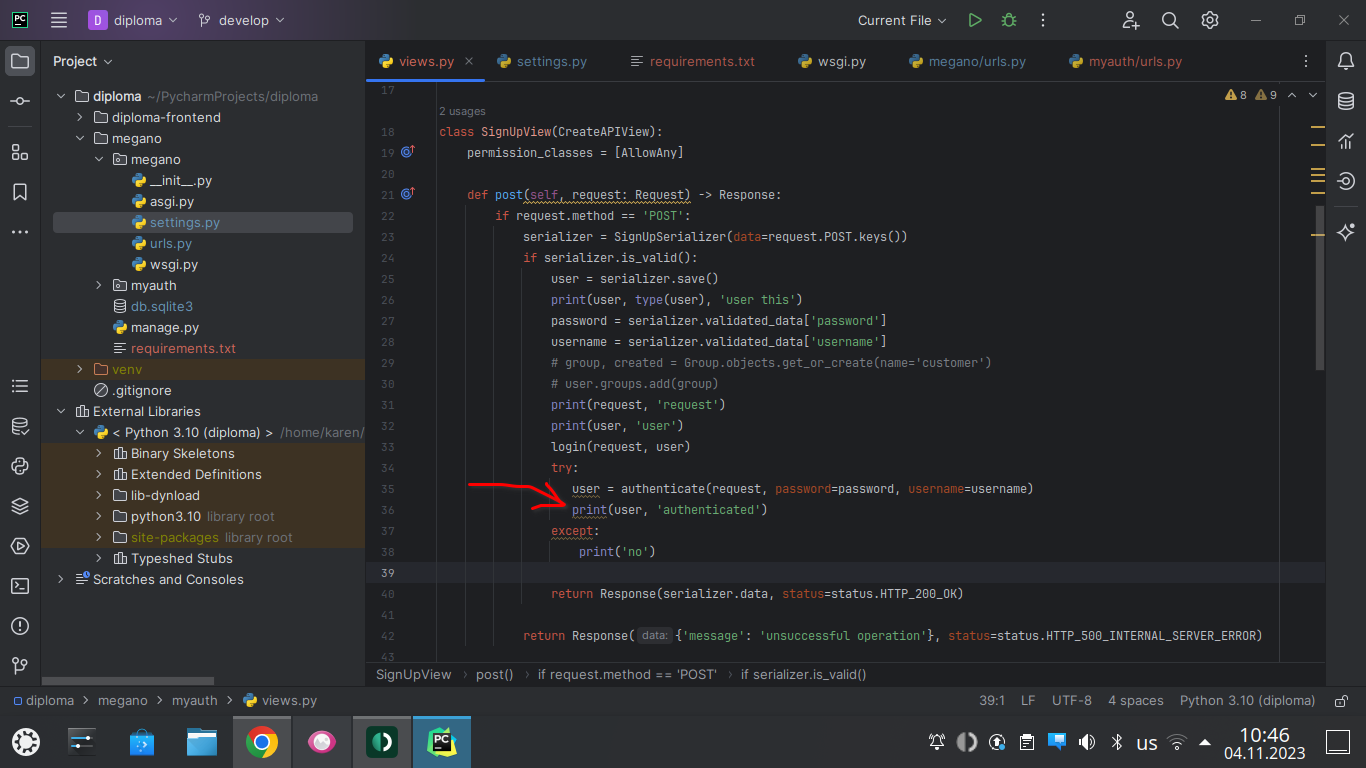 PC
D diploma
develop
Current File
Project
diploma ~/PycharmProjects/diploma
diploma-frontend
megano
megano
__init__.py
asgi.py
settings.py
urls.py
wsgi.py
myauth
db.sqlite3
manage.py
requirements.txt
venv
.gitignore
External Libraries
< Python 3.10 (diploma) > /home/karen/
Binary Skeletons
Extended Definitions
lib-dynload
python3.10 library root
site-packages library root
Typeshed Stubs
Scratches and Consoles
views.py
settings.py
requirements.txt
wsgi.py
megano/urls.py
myauth/urls.py
8 9
17
2 usages
18 class SignUpView(CreateAPIView):
19 permission_classes = [AllowAny]
20
21 def post(self, request: Request) -> Response:
22 if request.method == 'POST':
23 serializer = SignUpSerializer(data=request.POST.keys())
24 if serializer.is_valid():
25 user = serializer.save()
26 print(user, type(user), 'user this')
27 password = serializer.validated_data['password']
28 username = serializer.validated_data['username']
29 # group, created = Group.objects.get_or_create(name='customer')
30 # user.groups.add(group)
31 print(request, 'request')
32 print(user, 'user')
33 login(request, user)
34 try:
35 user = authenticate(request, password=password, username=username)
36 print(user, 'authenticated')
37 except:
38 print('no')
39
40 return Response(serializer.data, status=status.HTTP_200_OK)
41
42 return Response( data: {'message': 'unsuccessful operation'}, status=status.HTTP_500_INTERNAL_SERVER_ERROR)
43
SignUpView > post() > if request.method == 'POST' > if serializer.is_valid()
diploma > megano > myauth > views.py
39:1 LF UTF-8 4 spaces Python 3.10 (diploma)
PC
us
10:46
04.11.2023